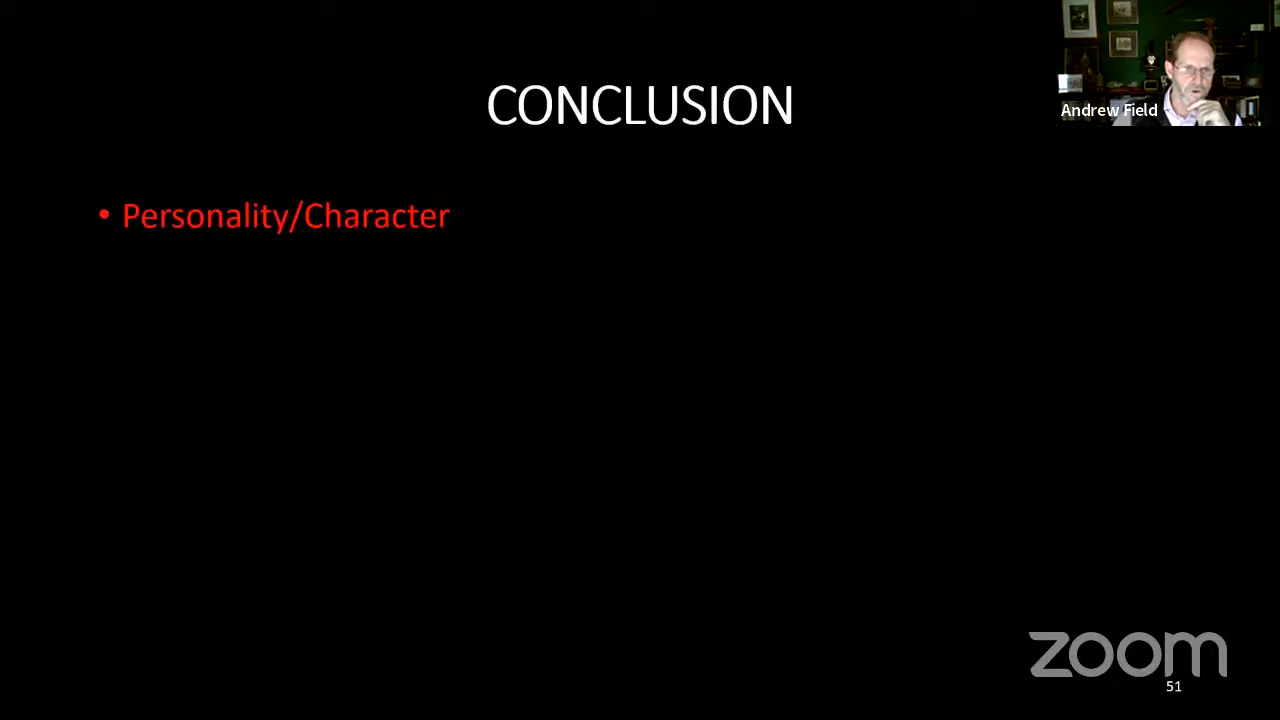 CONCLUSION
Andrew Field
• Personality/Character
zoom
51